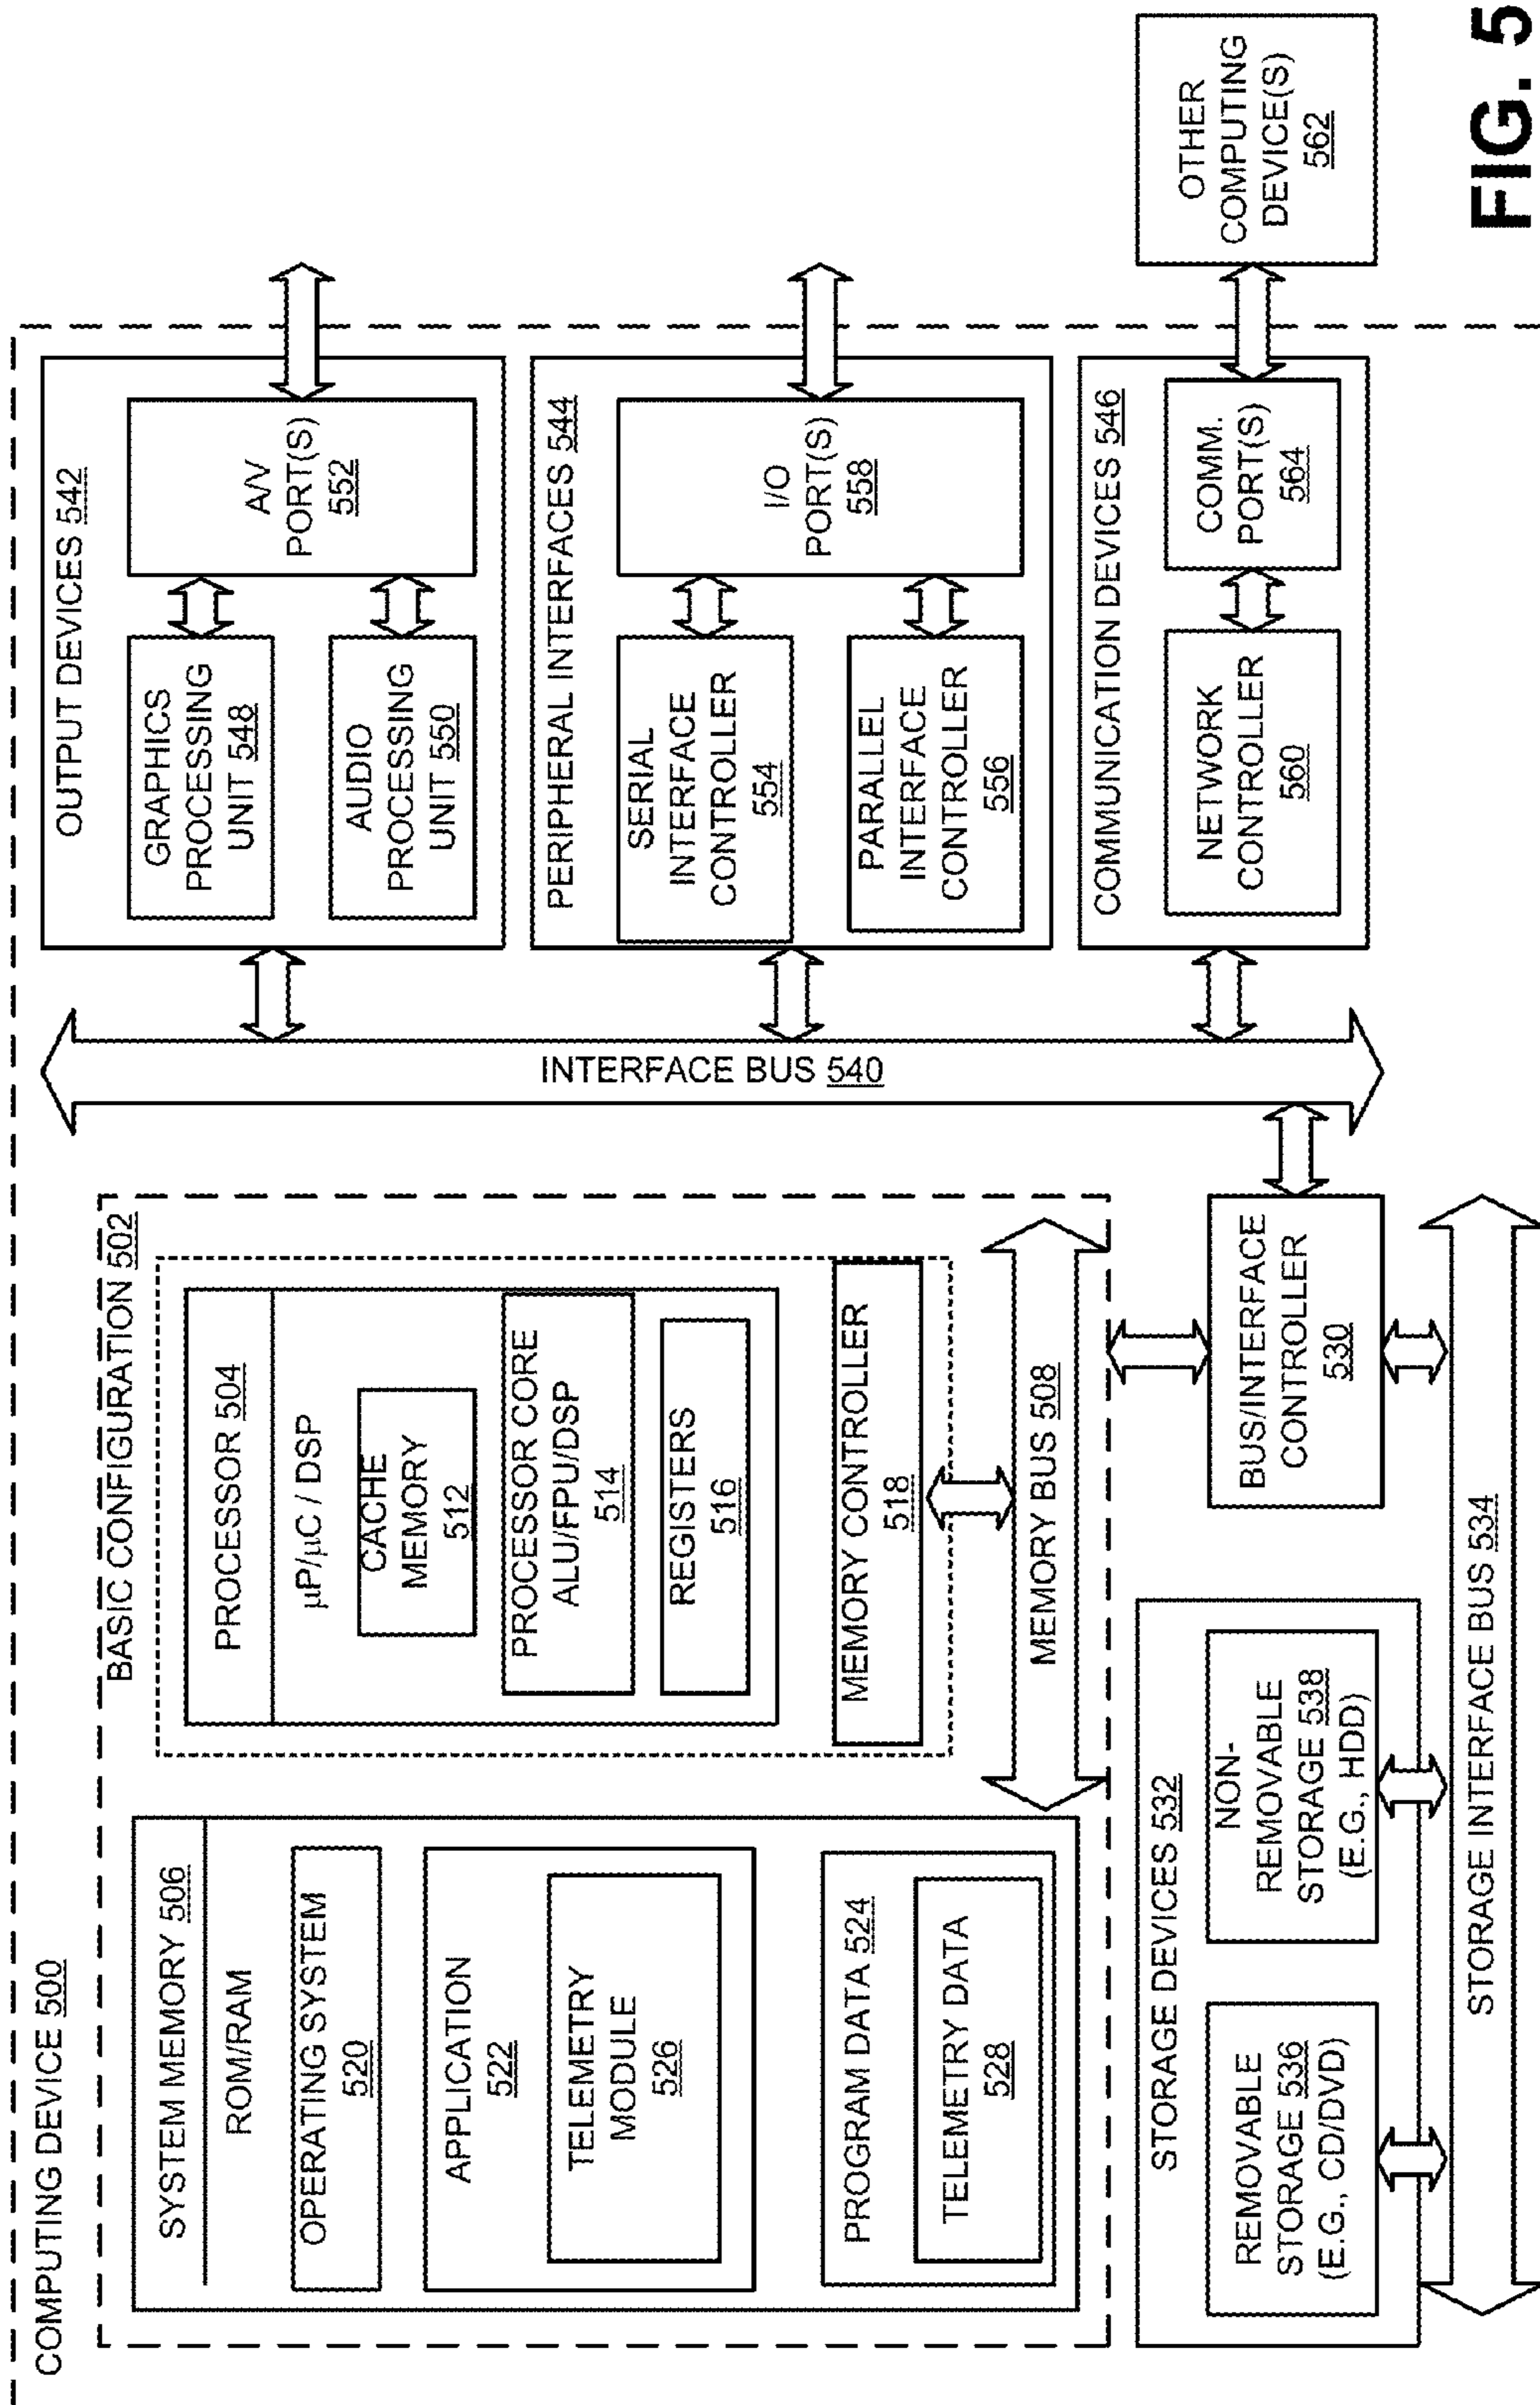 COMPUTING DEVICE 500
BASIC CONFIGURATION 502
SYSTEM MEMORY 506
ROM/RAM
OPERATING SYSTEM
520
APPLICATION
522
TELEMETRY
MODULE
526
PROGRAM DATA 524
TELEMETRY DATA
528
PROCESSOR 504
µP/µC / DSP
CACHE
MEMORY
512
PROCESSOR CORE
ALU/FPU/DSP
514
REGISTERS
516
MEMORY CONTROLLER
518
MEMORY BUS 508
BUS/INTERFACE
CONTROLLER
530
STORAGE DEVICES 532
REMOVABLE
STORAGE 536
(E.G., CD/DVD)
NON-
REMOVABLE
STORAGE 538
(E.G., HDD)
STORAGE INTERFACE BUS 534
INTERFACE BUS 540
OUTPUT DEVICES 542
GRAPHICS
PROCESSING
UNIT 548
AUDIO
PROCESSING
UNIT 550
A/V
PORT(S)
552
PERIPHERAL INTERFACES 544
SERIAL
INTERFACE
CONTROLLER
554
PARALLEL
INTERFACE
CONTROLLER
556
I/O
PORT(S)
558
COMMUNICATION DEVICES 546
NETWORK
CONTROLLER
560
COMM.
PORT(S)
564
OTHER
COMPUTING
DEVICE(S)
562
FIG. 5